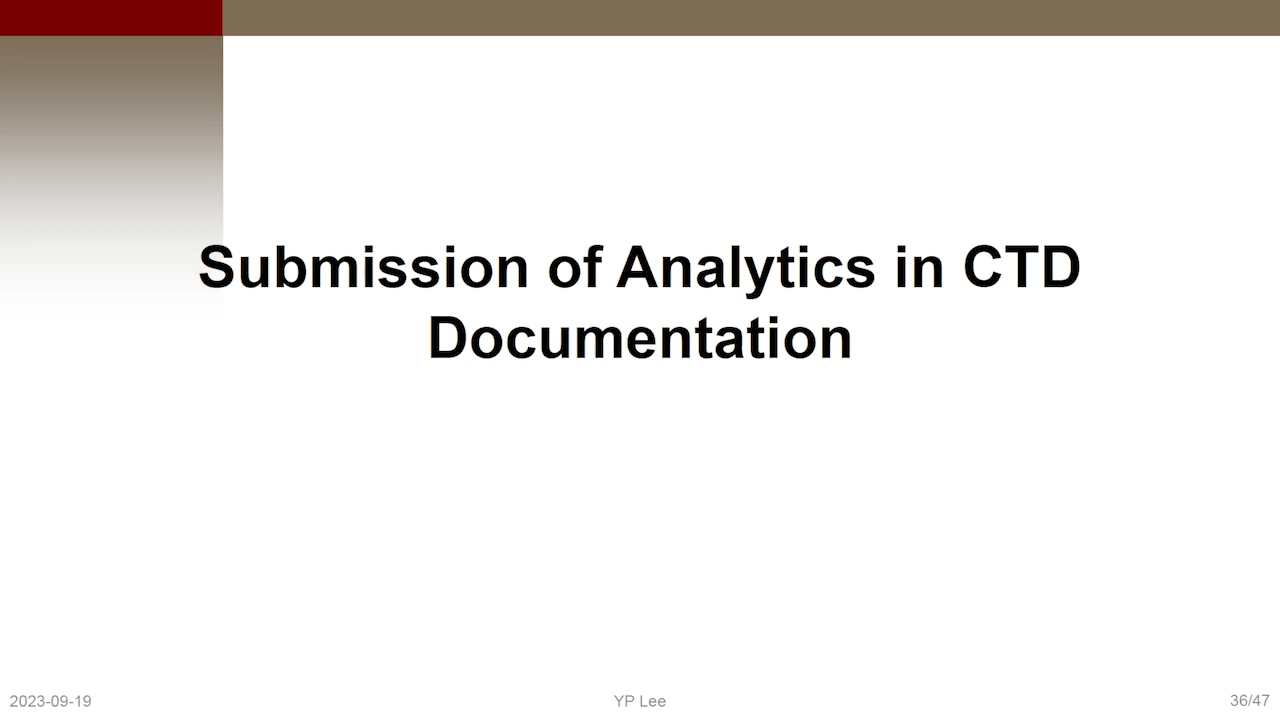 Submission of Analytics in CTD
Documentation
2023-09-19
YP Lee
36/47